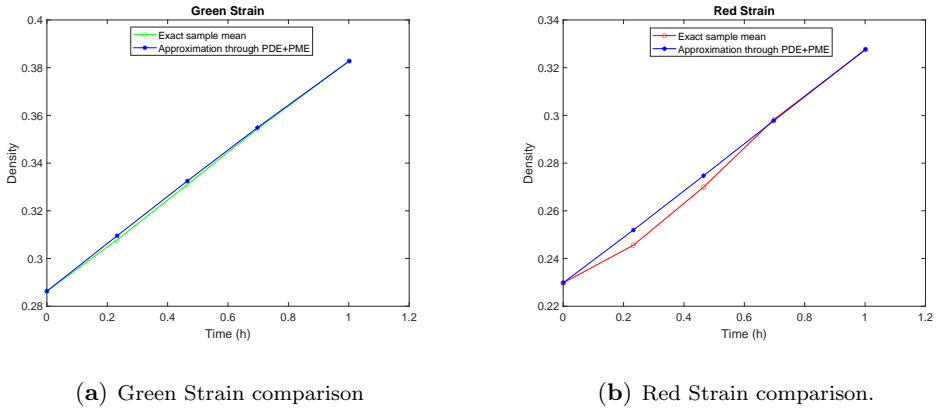 Green Strain
Exact sample mean
Approximation through PDE+PME
Density
0.4
0.38
0.36
0.34
0.32
0.3
0.28
0
0.2
0.4
0.6
0.8
1
1.2
Time (h)
(a) Green Strain comparison
Red Strain
Exact sample mean
Approximation through PDE+PME
Density
0.34
0.32
0.3
0.28
0.26
0.24
0.22
0
0.2
0.4
0.6
0.8
1
1.2
Time (h)
(b) Red Strain comparison.